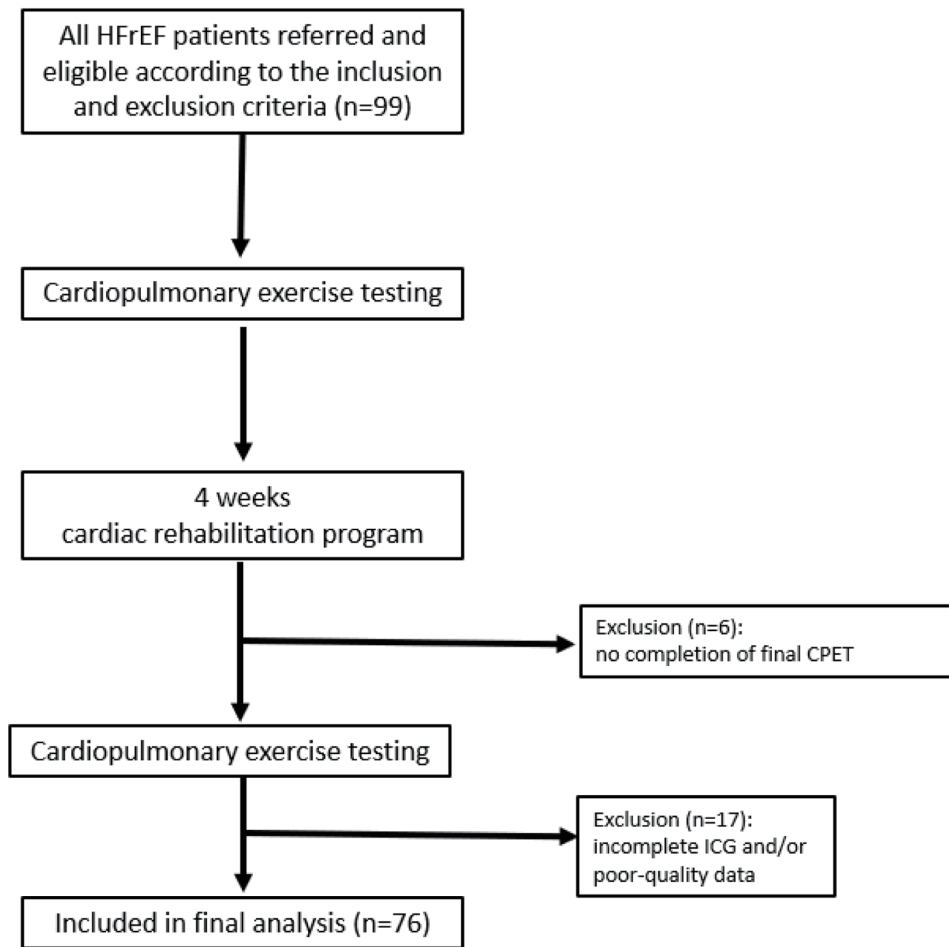 All HFrEF patients referred and
eligible according to the inclusion
and exclusion criteria (n=99)
Cardiopulmonary exercise testing
4 weeks
cardiac rehabilitation program
Exclusion (n=6):
no completion of final CPET
Cardiopulmonary exercise testing
Exclusion (n=17):
incomplete ICG and/or
poor-quality data
Included in final analysis (n=76)